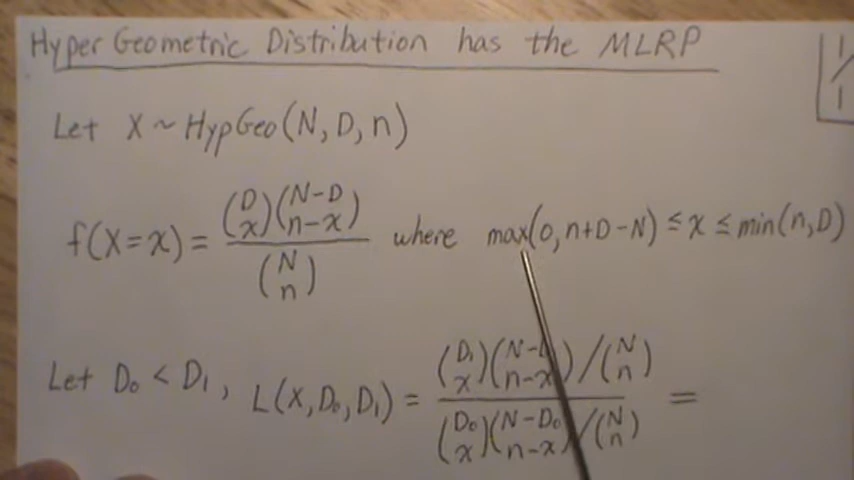 Hyper Geometric Distribution has the MLRP
Let X ~ HypGeo(N, D, n)
f(X=x) = (D x)(N-D n-x) / (N n) where max(0, n+D-N) ≤ x ≤ min(n, D)
Let D₀ < D₁, L(X, D₀, D₁) = (D₁ x)(N- n-x)/(N n) / (D₀ x)(N-D₀ n-x)/(N n) =